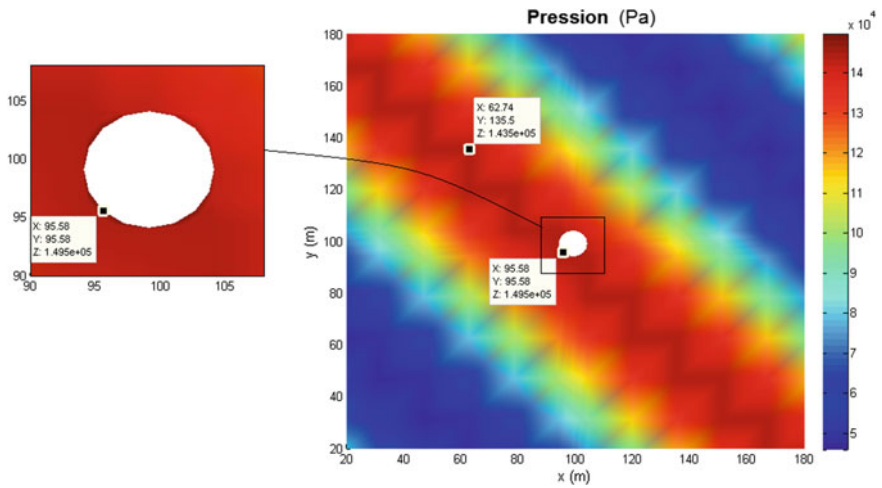 Pression (Pa)
x 10⁴
105
100
95
90
90
95
100
105
X: 95.58
Y: 95.58
Z: 1.495e+05
180
160
140
120
100
80
60
40
20
y (m)
X: 62.74
Y: 135.5
Z: 1.435e+05
X: 95.58
Y: 95.58
Z: 1.495e+05
20
40
60
80
100
120
140
160
180
x (m)
14
13
12
11
10
9
8
7
6
5